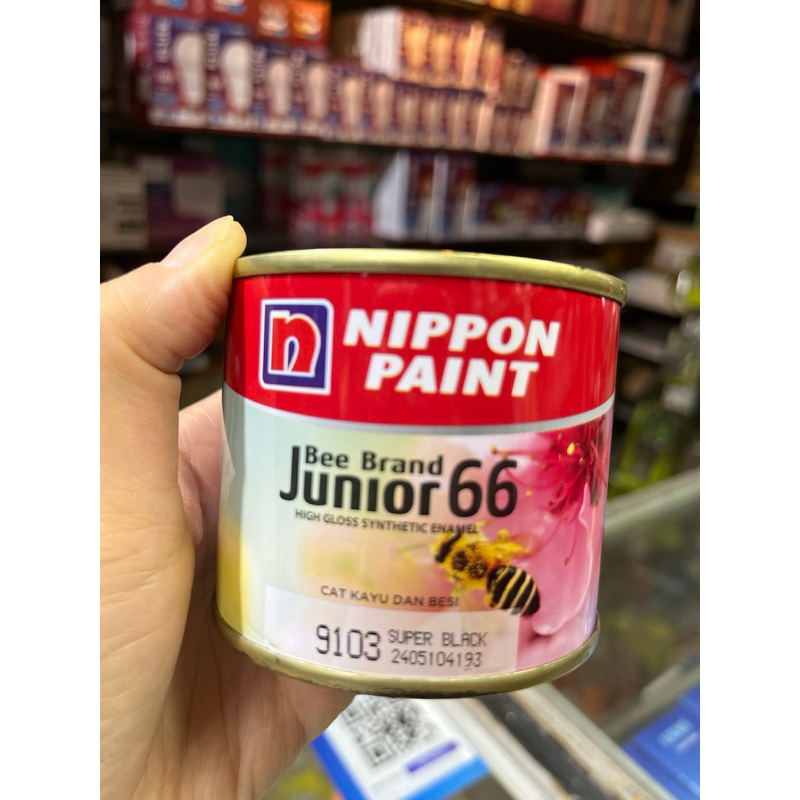 n
NIPPON
PAINT
Bee Brand
Junior 66
HIGH GLOSS SYNTHETIC ENAMEL
CAT KAYU DAN BESI
9103 SUPER BLACK
2405104193